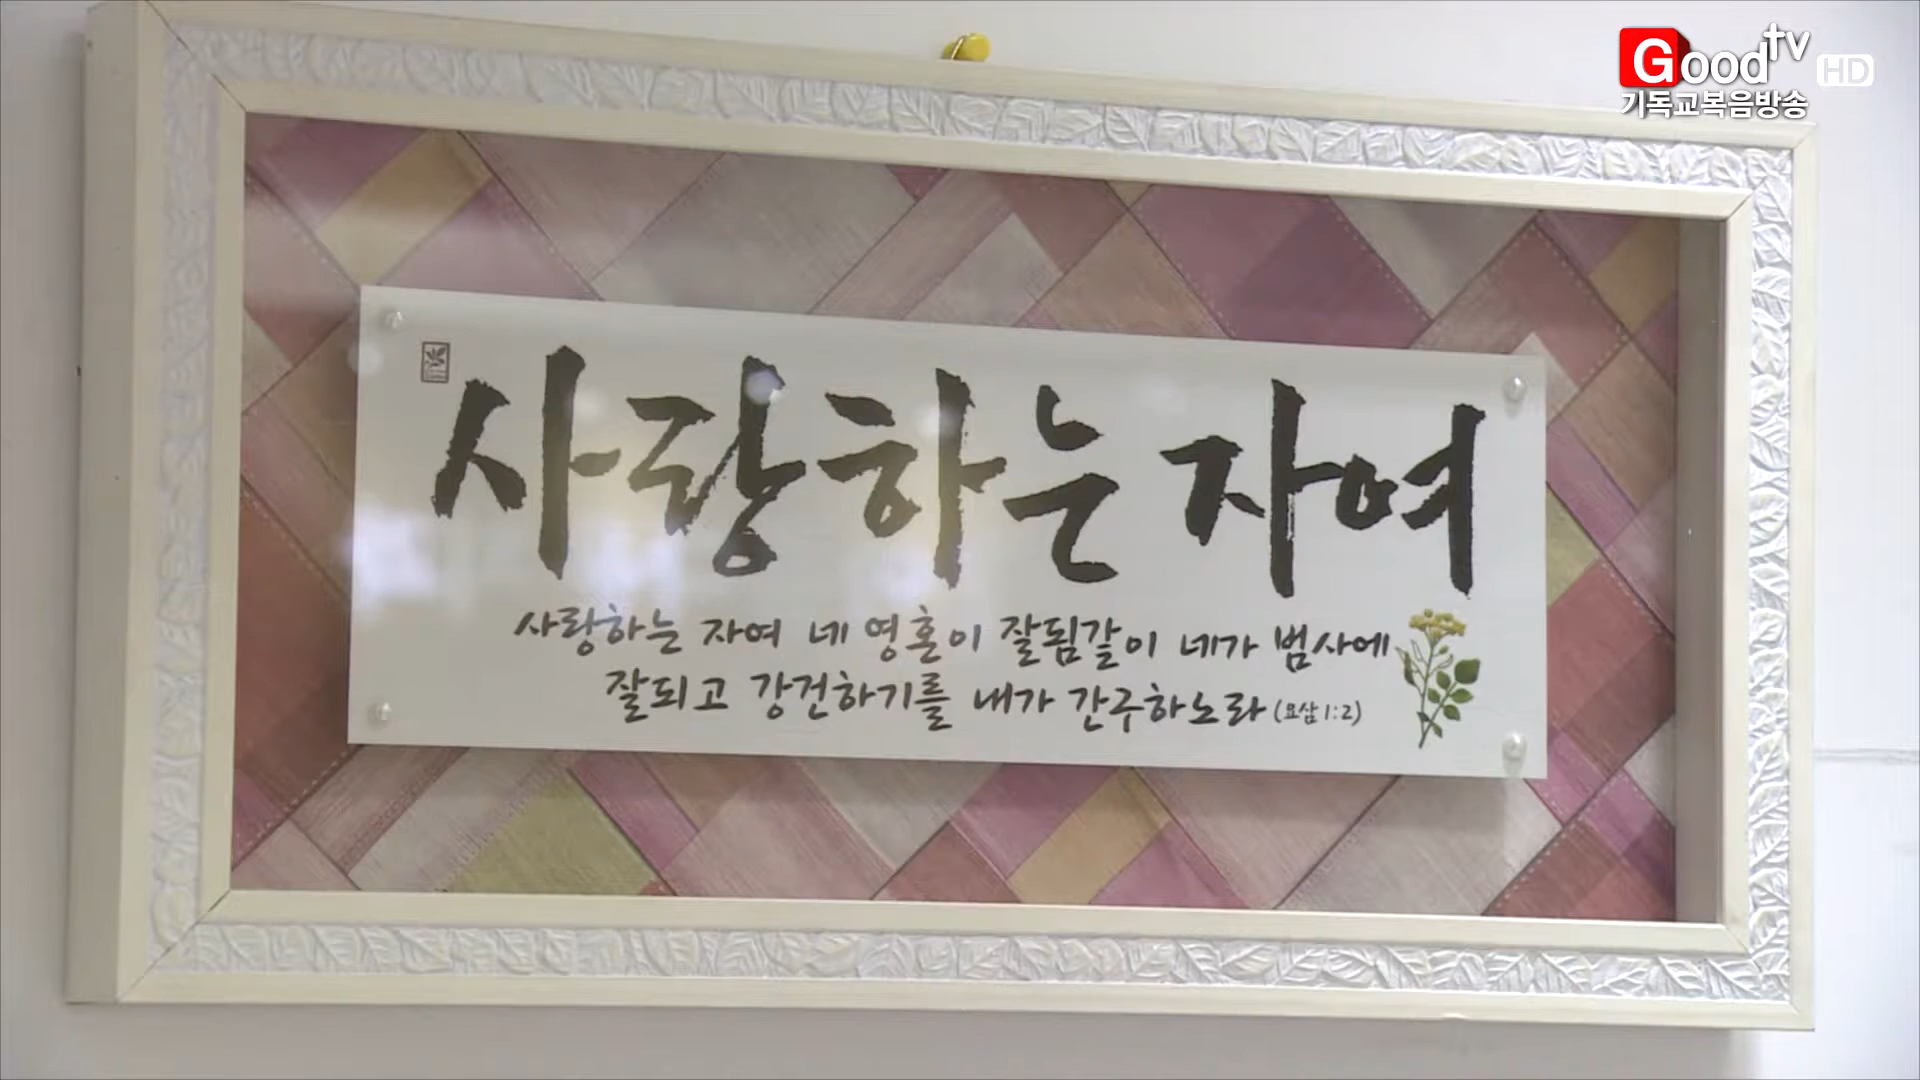 Good tv HD
기독교복음방송
사랑하는 자여
사랑하는 자여 네 영혼이 잘됨같이 네가 범사에
잘되고 강건하기를 내가 간구하노라 (요삼 1:2)